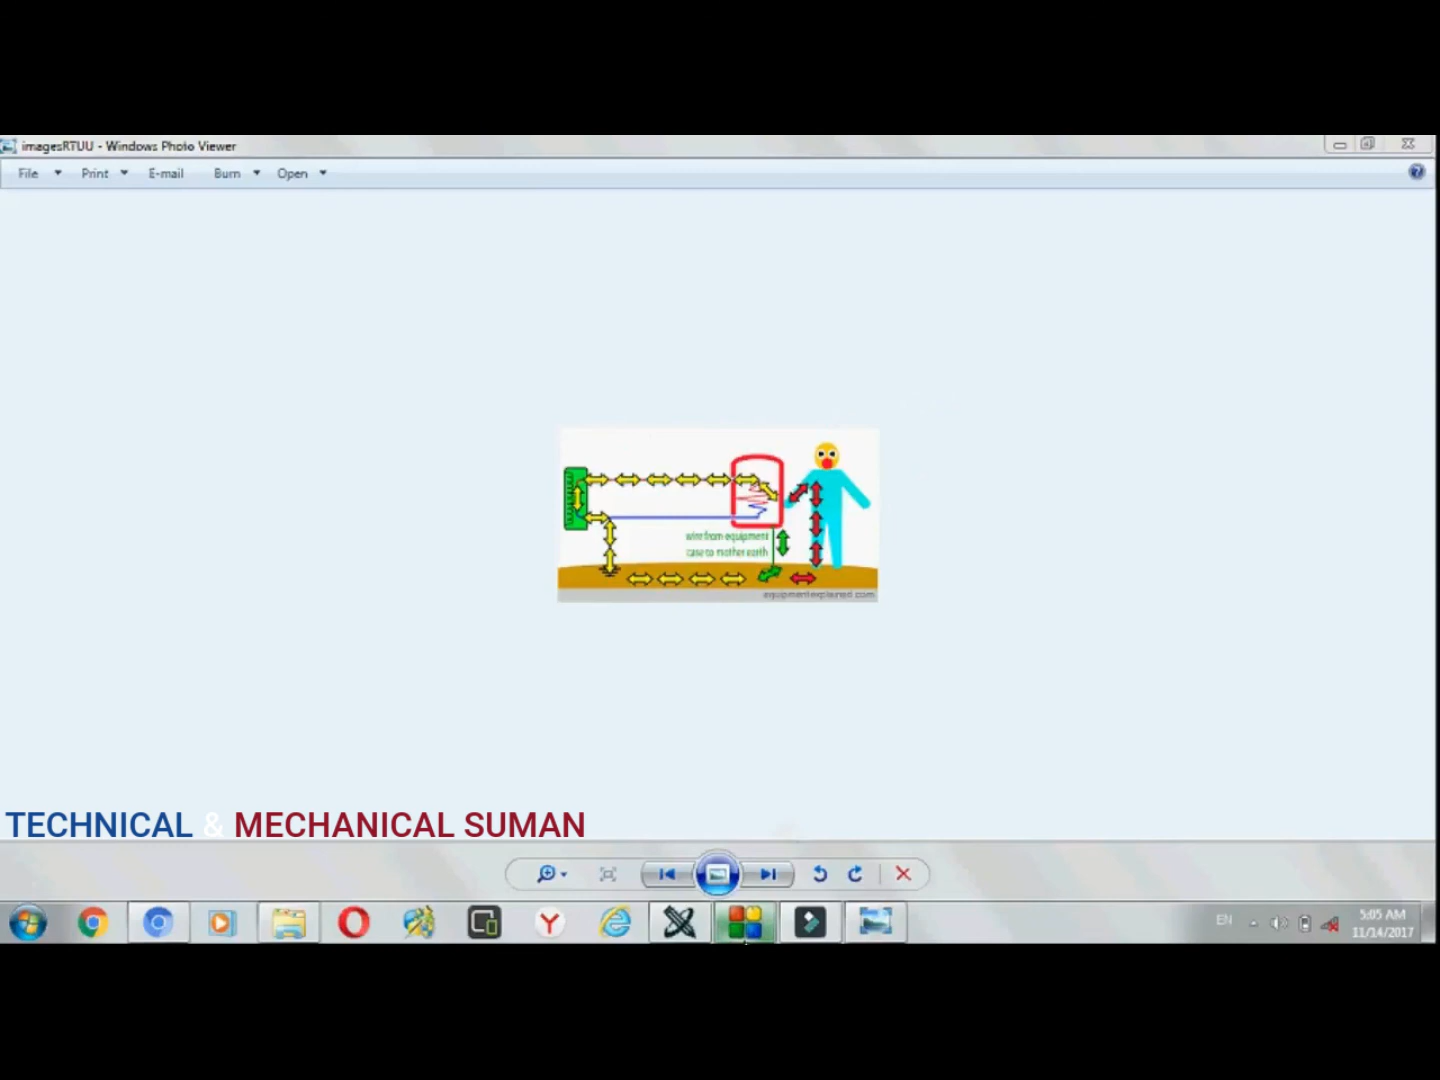 imagesRTUU - Windows Photo Viewer
File Print E-mail Burn Open
wire from equipment
case to mother earth
equipmentexplained.com
TECHNICAL & MECHANICAL SUMAN
EN
5:05 AM
11/14/2017